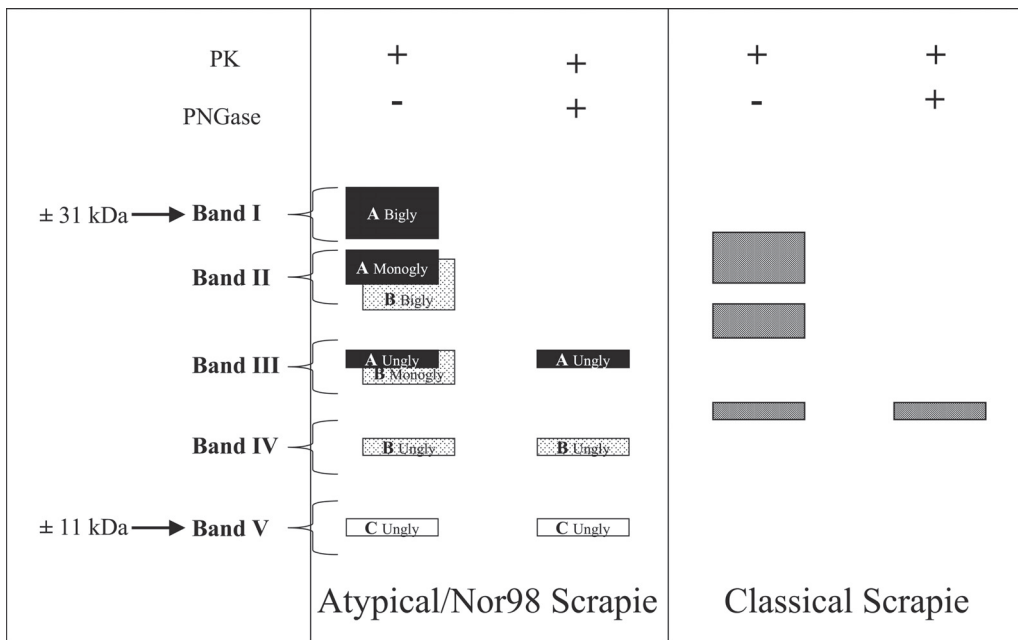 PK + + + +
PNGase - + - +
± 31 kDa Band I A Bigly
Band II A Monogly
B Bigly
Band III A Ungly A Ungly
B Monogly
Band IV B Ungly B Ungly
± 11 kDa Band V C Ungly C Ungly
Atypical/Nor98 Scrapie Classical Scrapie